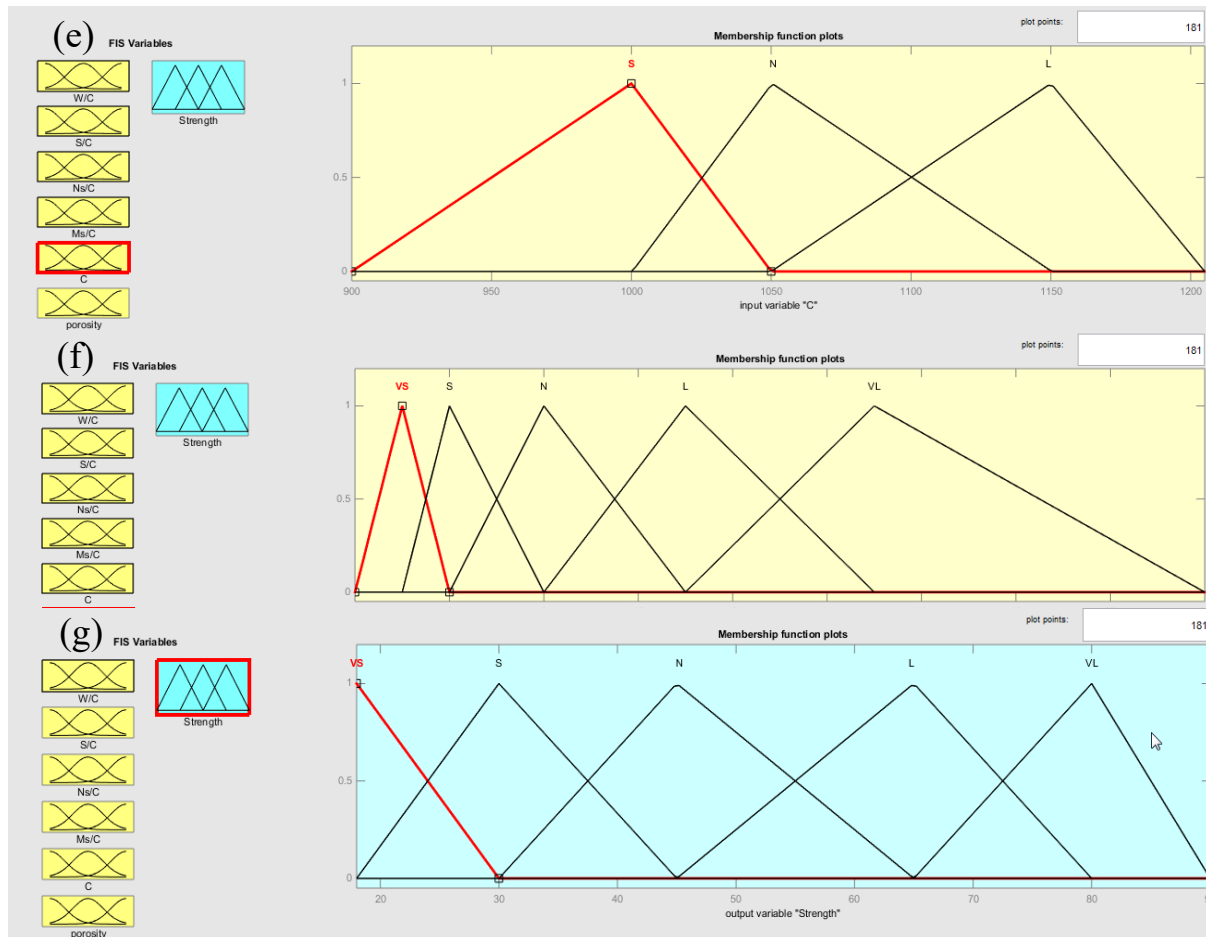 (e)
FIS Variables
W/C
S/C
Ns/C
Ms/C
C
porosity
Strength
plot points:
181
Membership function plots
S
N
L
1
0.5
0
900
950
1000
1050
1100
1150
1200
input variable "C"
(f)
FIS Variables
W/C
S/C
Ns/C
Ms/C
C
Strength
plot points:
181
Membership function plots
VS
S
N
L
VL
1
0.5
0
(g)
FIS Variables
W/C
S/C
Ns/C
Ms/C
C
porosity
Strength
plot points:
181
Membership function plots
VS
S
N
L
VL
1
0.5
0
20
30
40
50
60
70
80
output variable "Strength"